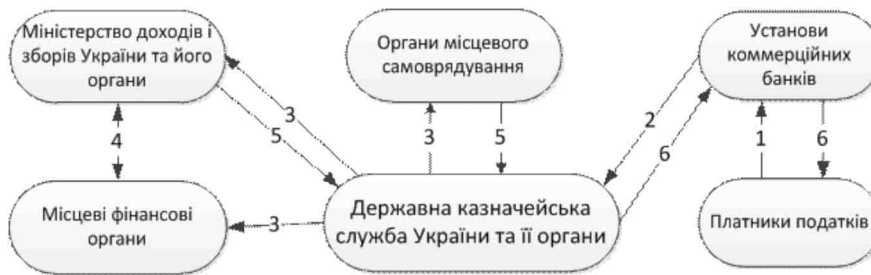 Міністерство доходів і
зборів України та його
органи
Органи місцевого
самоврядування
Установи
коммерційних
банків
3
5
4
3
5
2
6
1
6
Місцеві фінансові
органи
3
Державна казначейська
служба України та її органи
Платники податків